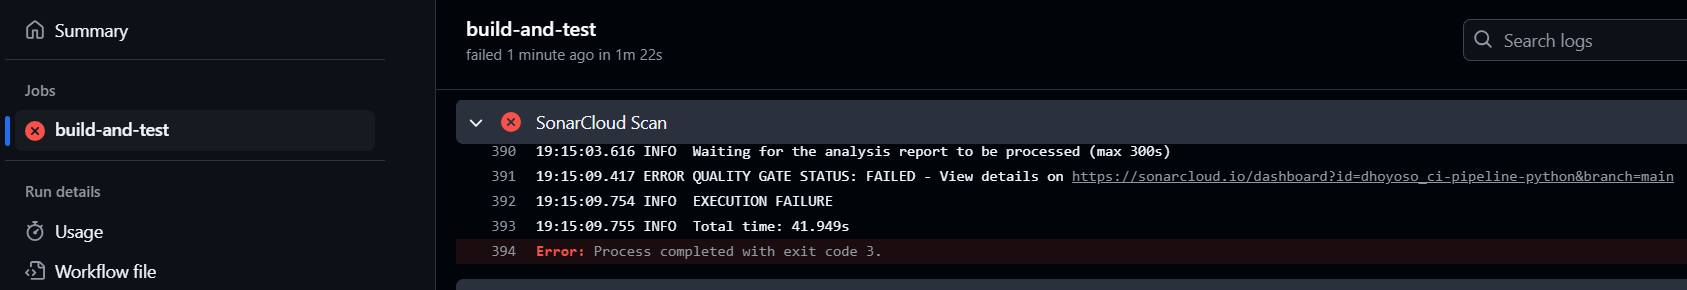 Summary
Jobs
build-and-test
Run details
Usage
Workflow file
build-and-test
failed 1 minute ago in 1m 22s
Search logs
SonarCloud Scan
390 19:15:03.616 INFO Waiting for the analysis report to be processed (max 300s)
391 19:15:09.417 ERROR QUALITY GATE STATUS: FAILED - View details on https://sonarcloud.io/dashboard?id=dhoyoso_ci-pipeline-python&branch=main
392 19:15:09.754 INFO EXECUTION FAILURE
393 19:15:09.755 INFO Total time: 41.949s
394 Error: Process completed with exit code 3.